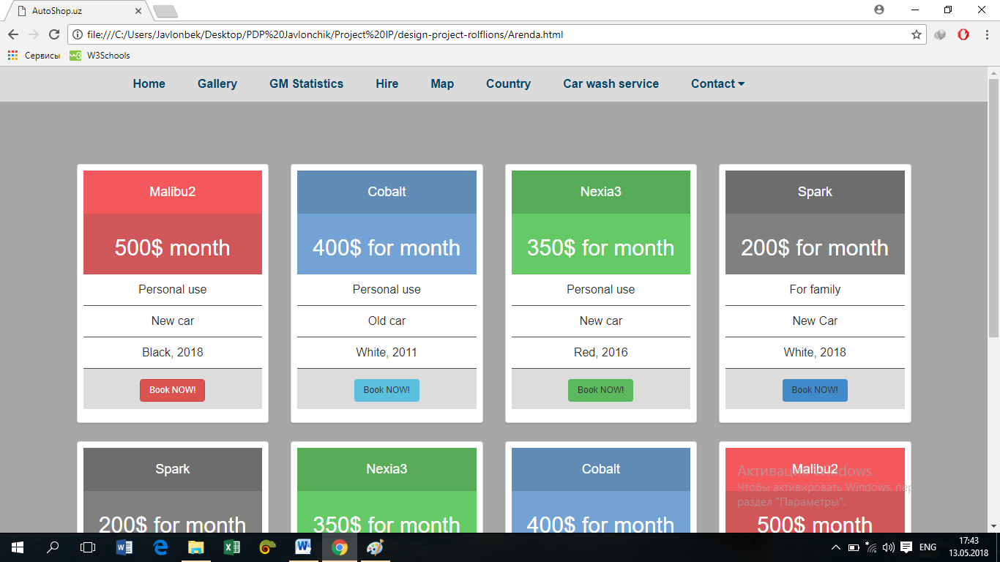 AutoShop.uz
file:///C:/Users/Javlonbek/Desktop/PDP%20Javlonchik/Project%20IP/design-project-rolflions/Arenda.html
Сервисы W3Schools
Home Gallery GM Statistics Hire Map Country Car wash service Contact
Malibu2 Cobalt Nexia3 Spark
500$ month 400$ for month 350$ for month 200$ for month
Personal use Personal use Personal use For family
New car Old car New car New Car
Black, 2018 White, 2011 Red, 2016 White, 2018
Book NOW! Book NOW! Book NOW! Book NOW!
Spark Nexia3 Cobalt Malibu2
Активация Windows
Чтобы активировать Windows, пер
раздел "Параметры".
200$ for month 350$ for month 400$ for month 500$ month
ENG 17:43
13.05.2018